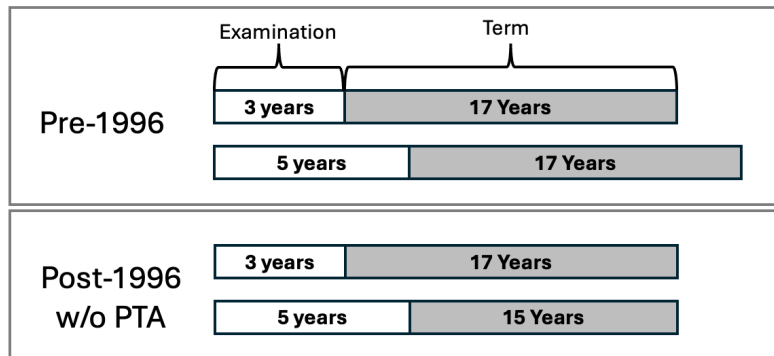 Examination
Term
Pre-1996
3 years
17 Years
5 years
17 Years
Post-1996
w/o PTA
3 years
17 Years
5 years
15 Years